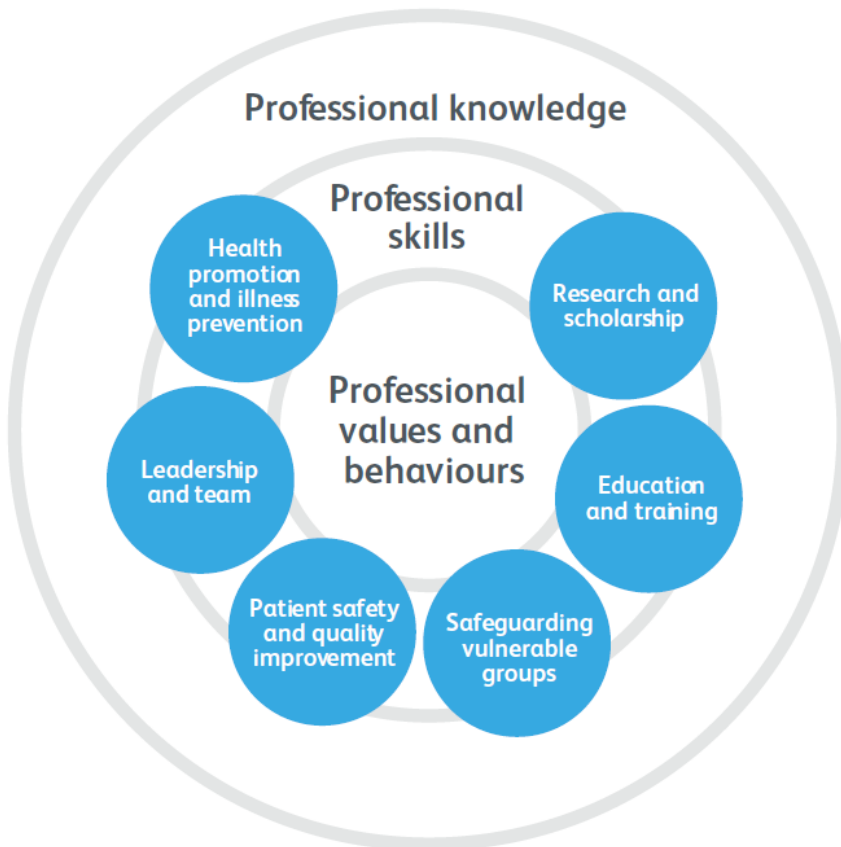 Professional knowledge
Professional
skills
Health
promotion
and illness
prevention
Research and
scholarship
Professional
values and
behaviours
Leadership
and team
Education
and training
Patient safety
and quality
improvement
Safeguarding
vulnerable
groups